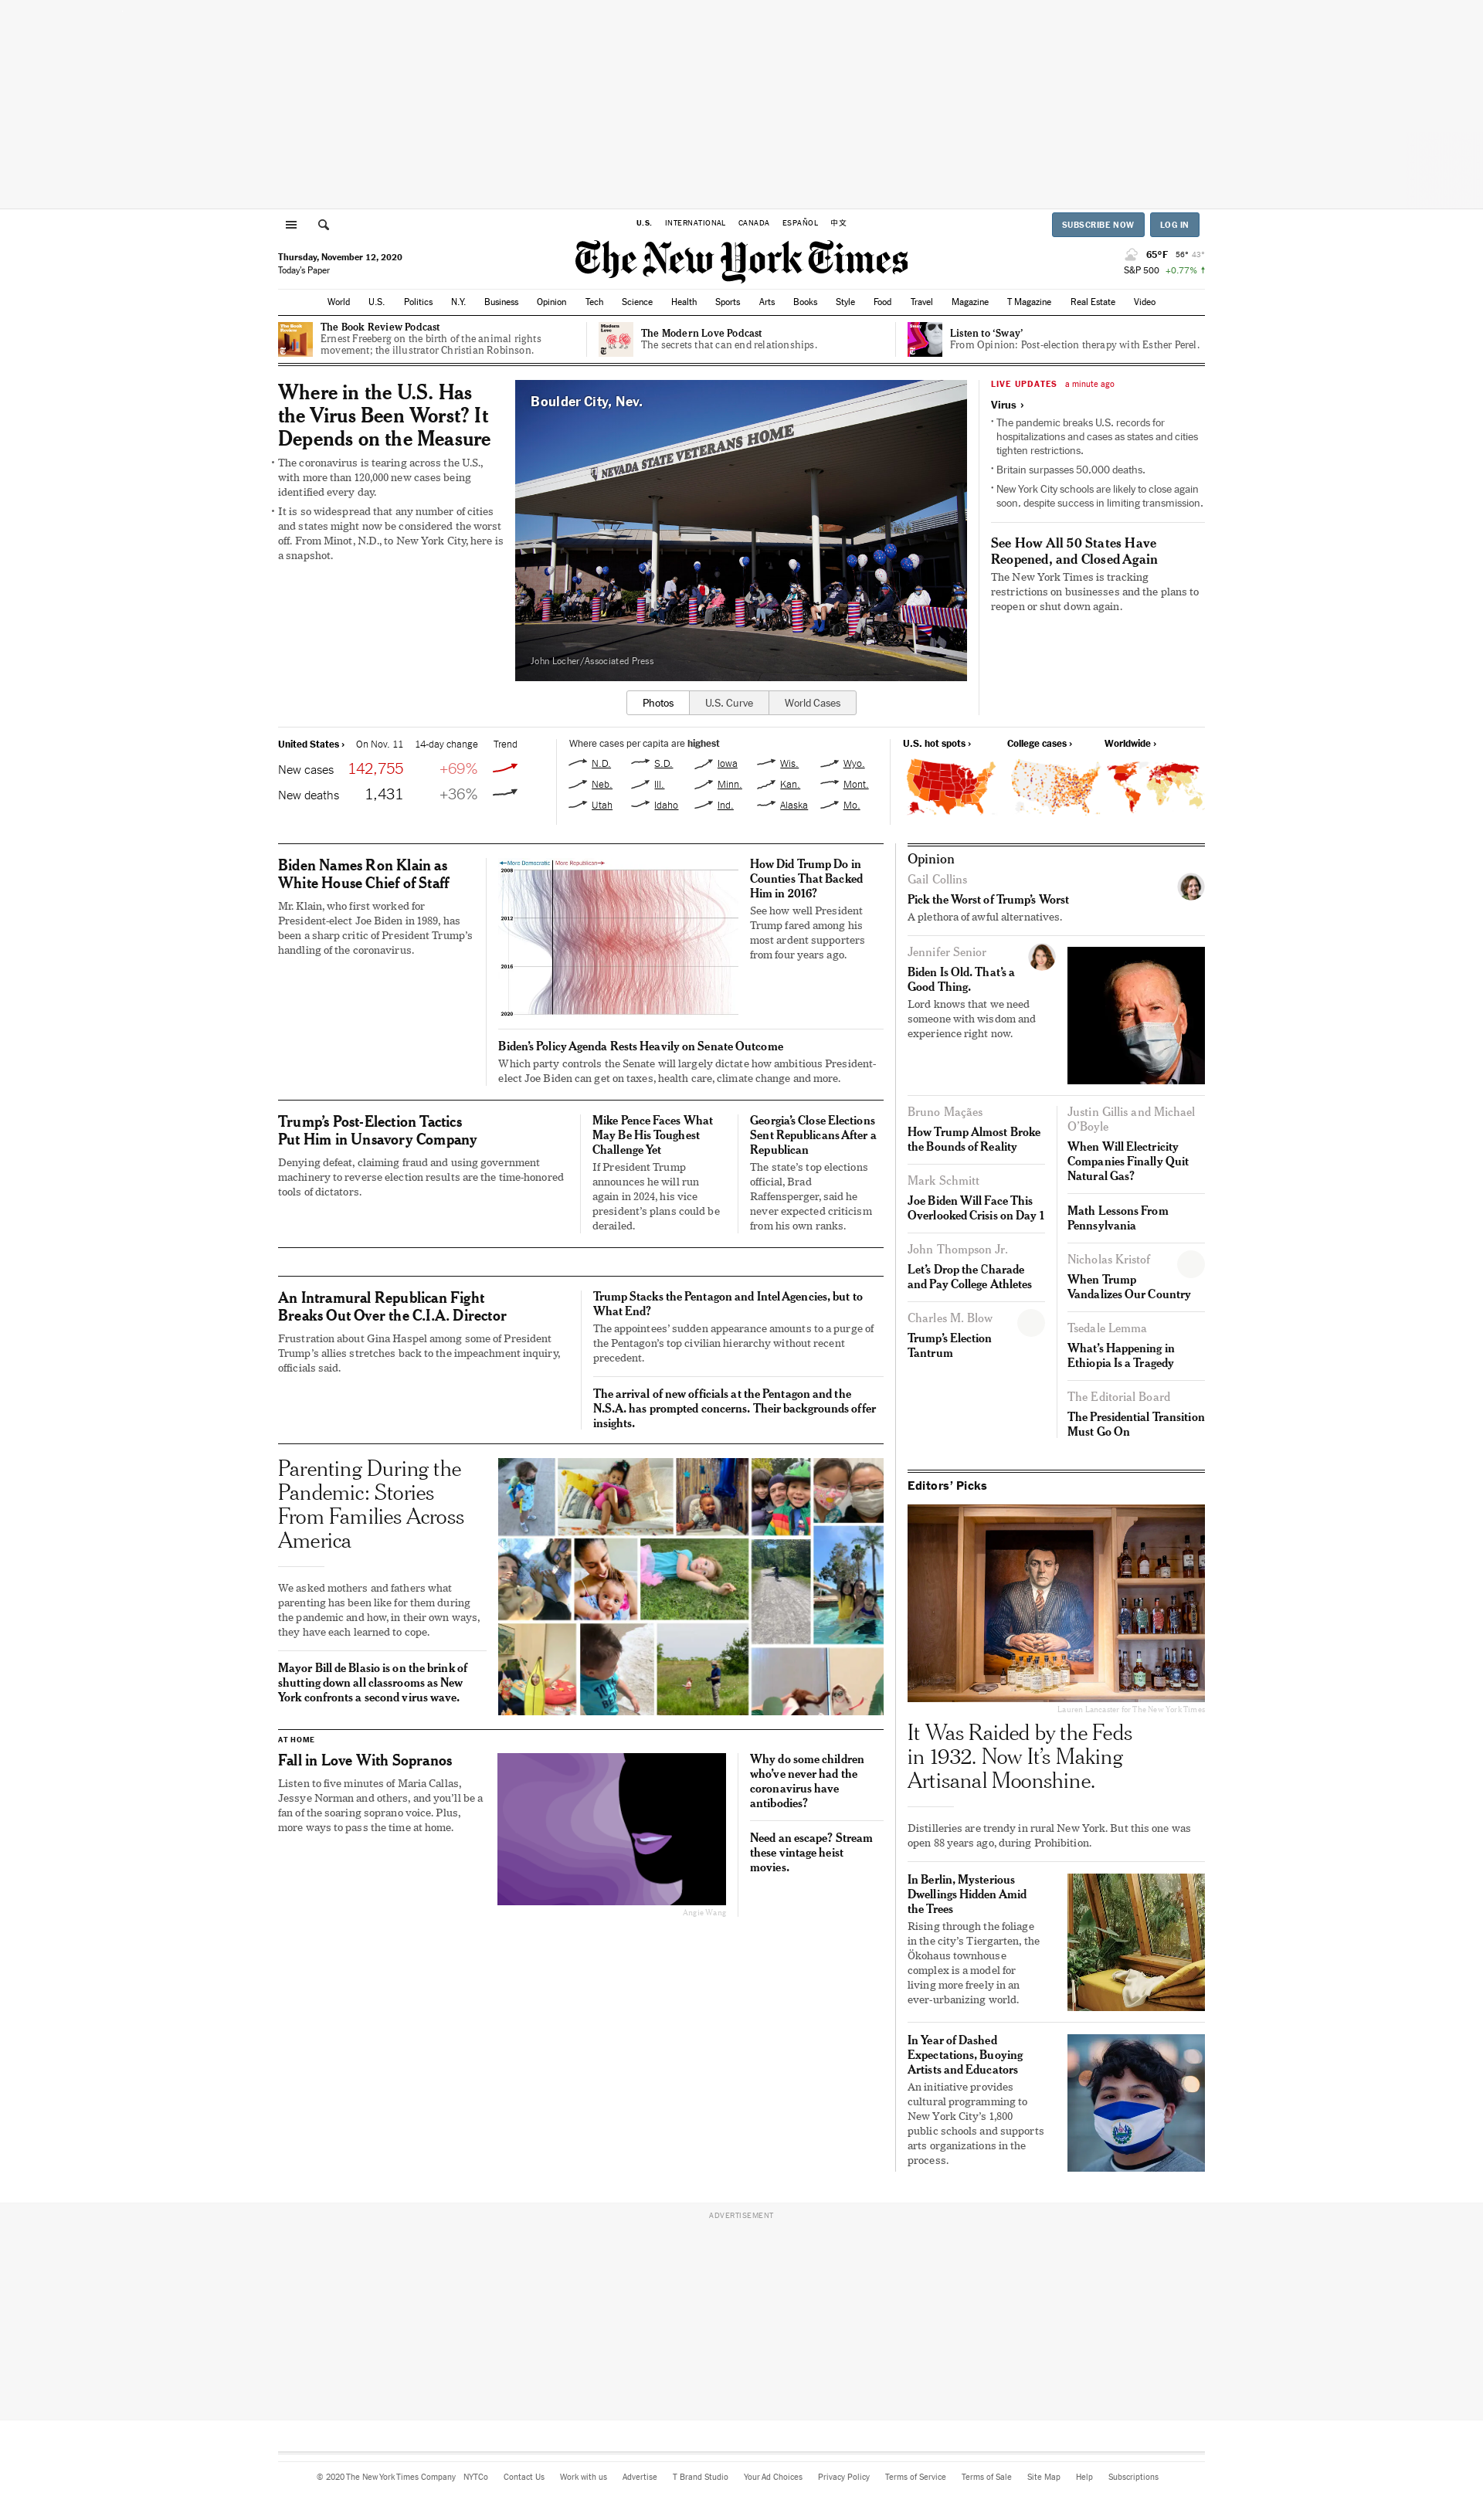 U.S. INTERNATIONAL CANADA ESPAÑOL 中文
SUBSCRIBE NOW LOG IN
Thursday, November 12, 2020
Today's Paper
The New York Times
65°F 56° 43°
S&P 500 +0.77% ↑
World U.S. Politics N.Y. Business Opinion Tech Science Health Sports Arts Books Style Food Travel Magazine T Magazine Real Estate Video
The Book Review Podcast
Ernest Freeberg on the birth of the animal rights
movement; the illustrator Christian Robinson.
The Modern Love Podcast
The secrets that can end relationships.
Listen to ‘Sway’
From Opinion: Post-election therapy with Esther Perel.
Where in the U.S. Has
the Virus Been Worst? It
Depends on the Measure
• The coronavirus is tearing across the U.S.,
with more than 120,000 new cases being
identified every day.
• It is so widespread that any number of cities
and states might now be considered the worst
off. From Minot, N.D., to New York City, here is
a snapshot.
Boulder City, Nev.
NEVADA STATE VETERANS HOME
John Locher/Associated Press
Photos U.S. Curve World Cases
LIVE UPDATES a minute ago
Virus ›
• The pandemic breaks U.S. records for
hospitalizations and cases as states and cities
tighten restrictions.
• Britain surpasses 50,000 deaths.
• New York City schools are likely to close again
soon, despite success in limiting transmission.
See How All 50 States Have
Reopened, and Closed Again
The New York Times is tracking
restrictions on businesses and the plans to
reopen or shut down again.
United States › On Nov. 11 14-day change Trend
New cases 142,755 +69%
New deaths 1,431 +36%
Where cases per capita are highest
N.D. S.D. Iowa Wis. Wyo.
Neb. Ill. Minn. Kan. Mont.
Utah Idaho Ind. Alaska Mo.
U.S. hot spots › College cases › Worldwide ›
Biden Names Ron Klain as
White House Chief of Staff
Mr. Klain, who first worked for
President-elect Joe Biden in 1989, has
been a sharp critic of President Trump’s
handling of the coronavirus.
More Democratic More Republican
2008
2012
2016
2020
How Did Trump Do in
Counties That Backed
Him in 2016?
See how well President
Trump fared among his
most ardent supporters
from four years ago.
Biden’s Policy Agenda Rests Heavily on Senate Outcome
Which party controls the Senate will largely dictate how ambitious President-
elect Joe Biden can get on taxes, health care, climate change and more.
Trump’s Post-Election Tactics
Put Him in Unsavory Company
Denying defeat, claiming fraud and using government
machinery to reverse election results are the time-honored
tools of dictators.
Mike Pence Faces What
May Be His Toughest
Challenge Yet
If President Trump
announces he will run
again in 2024, his vice
president’s plans could be
derailed.
Georgia’s Close Elections
Sent Republicans After a
Republican
The state’s top elections
official, Brad
Raffensperger, said he
never expected criticism
from his own ranks.
An Intramural Republican Fight
Breaks Out Over the C.I.A. Director
Frustration about Gina Haspel among some of President
Trump’s allies stretches back to the impeachment inquiry,
officials said.
Trump Stacks the Pentagon and Intel Agencies, but to
What End?
The appointees’ sudden appearance amounts to a purge of
the Pentagon’s top civilian hierarchy without recent
precedent.
The arrival of new officials at the Pentagon and the
N.S.A. has prompted concerns. Their backgrounds offer
insights.
Parenting During the
Pandemic: Stories
From Families Across
America
We asked mothers and fathers what
parenting has been like for them during
the pandemic and how, in their own ways,
they have each learned to cope.
Mayor Bill de Blasio is on the brink of
shutting down all classrooms as New
York confronts a second virus wave.
AT HOME
Fall in Love With Sopranos
Listen to five minutes of Maria Callas,
Jessye Norman and others, and you’ll be a
fan of the soaring soprano voice. Plus,
more ways to pass the time at home.
Angie Wang
Why do some children
who’ve never had the
coronavirus have
antibodies?
Need an escape? Stream
these vintage heist
movies.
Opinion
Gail Collins
Pick the Worst of Trump’s Worst
A plethora of awful alternatives.
Jennifer Senior
Biden Is Old. That’s a
Good Thing.
Lord knows that we need
someone with wisdom and
experience right now.
Bruno Maçães
How Trump Almost Broke
the Bounds of Reality
Mark Schmitt
Joe Biden Will Face This
Overlooked Crisis on Day 1
John Thompson Jr.
Let’s Drop the Charade
and Pay College Athletes
Charles M. Blow
Trump’s Election
Tantrum
Justin Gillis and Michael
O’Boyle
When Will Electricity
Companies Finally Quit
Natural Gas?
Math Lessons From
Pennsylvania
Nicholas Kristof
When Trump
Vandalizes Our Country
Tsedale Lemma
What’s Happening in
Ethiopia Is a Tragedy
The Editorial Board
The Presidential Transition
Must Go On
Editors’ Picks
Lauren Lancaster for The New York Times
It Was Raided by the Feds
in 1932. Now It’s Making
Artisanal Moonshine.
Distilleries are trendy in rural New York. But this one was
open 88 years ago, during Prohibition.
In Berlin, Mysterious
Dwellings Hidden Amid
the Trees
Rising through the foliage
in the city’s Tiergarten, the
Ökohaus townhouse
complex is a model for
living more freely in an
ever-urbanizing world.
In Year of Dashed
Expectations, Buoying
Artists and Educators
An initiative provides
cultural programming to
New York City’s 1,800
public schools and supports
arts organizations in the
process.
ADVERTISEMENT
© 2020 The New York Times Company NYTCo Contact Us Work with us Advertise T Brand Studio Your Ad Choices Privacy Policy Terms of Service Terms of Sale Site Map Help Subscriptions